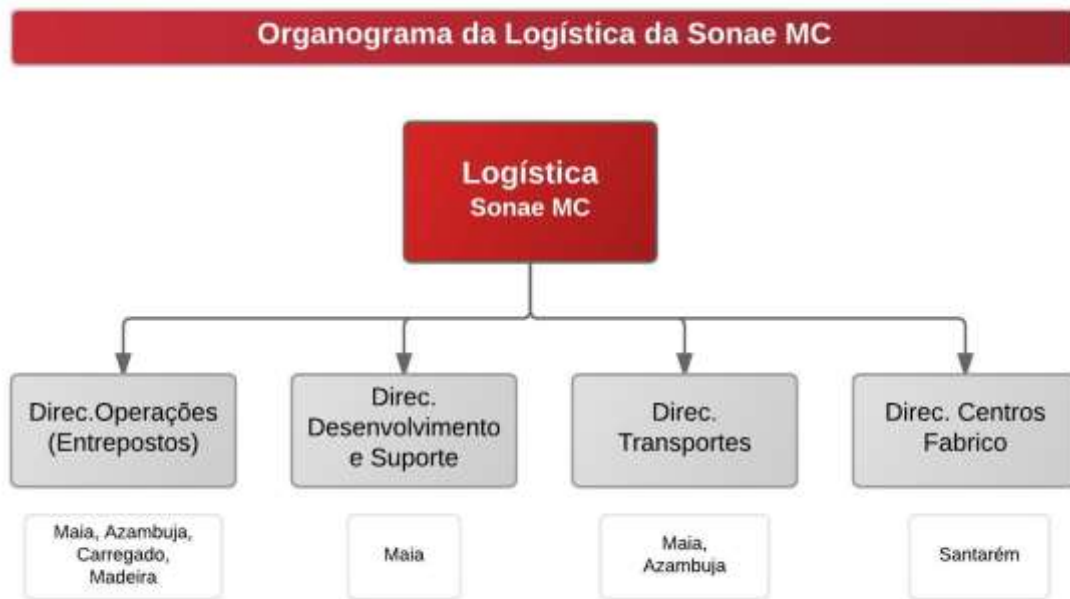 Organograma da Logística da Sonae MC
Logística
Sonae MC
Direc.Operações
(Entrepostos)
Direc.
Desenvolvimento
e Suporte
Direc.
Transportes
Direc. Centros
Fabrico
Maia, Azambuja,
Carregado,
Madeira
Maia
Maia,
Azambuja
Santarém